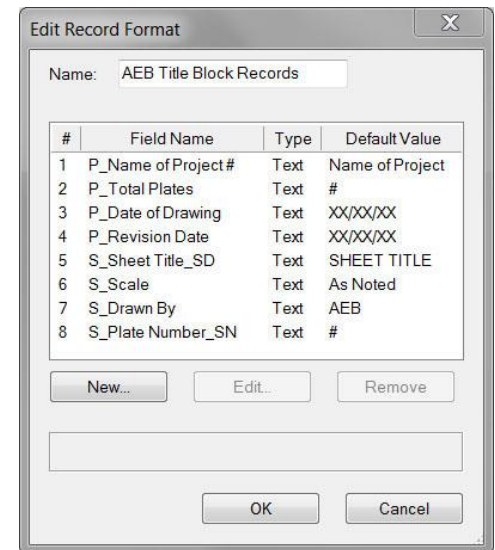 Edit Record Format
X
Name: AEB Title Block Records
# Field Name Type Default Value
1 P_Name of Project # Text Name of Project
2 P_Total Plates Text #
3 P_Date of Drawing Text XX/XX/XX
4 P_Revision Date Text XX/XX/XX
5 S_Sheet Title_SD Text SHEET TITLE
6 S_Scale Text As Noted
7 S_Drawn By Text AEB
8 S_Plate Number_SN Text #
New... Edit... Remove
OK Cancel